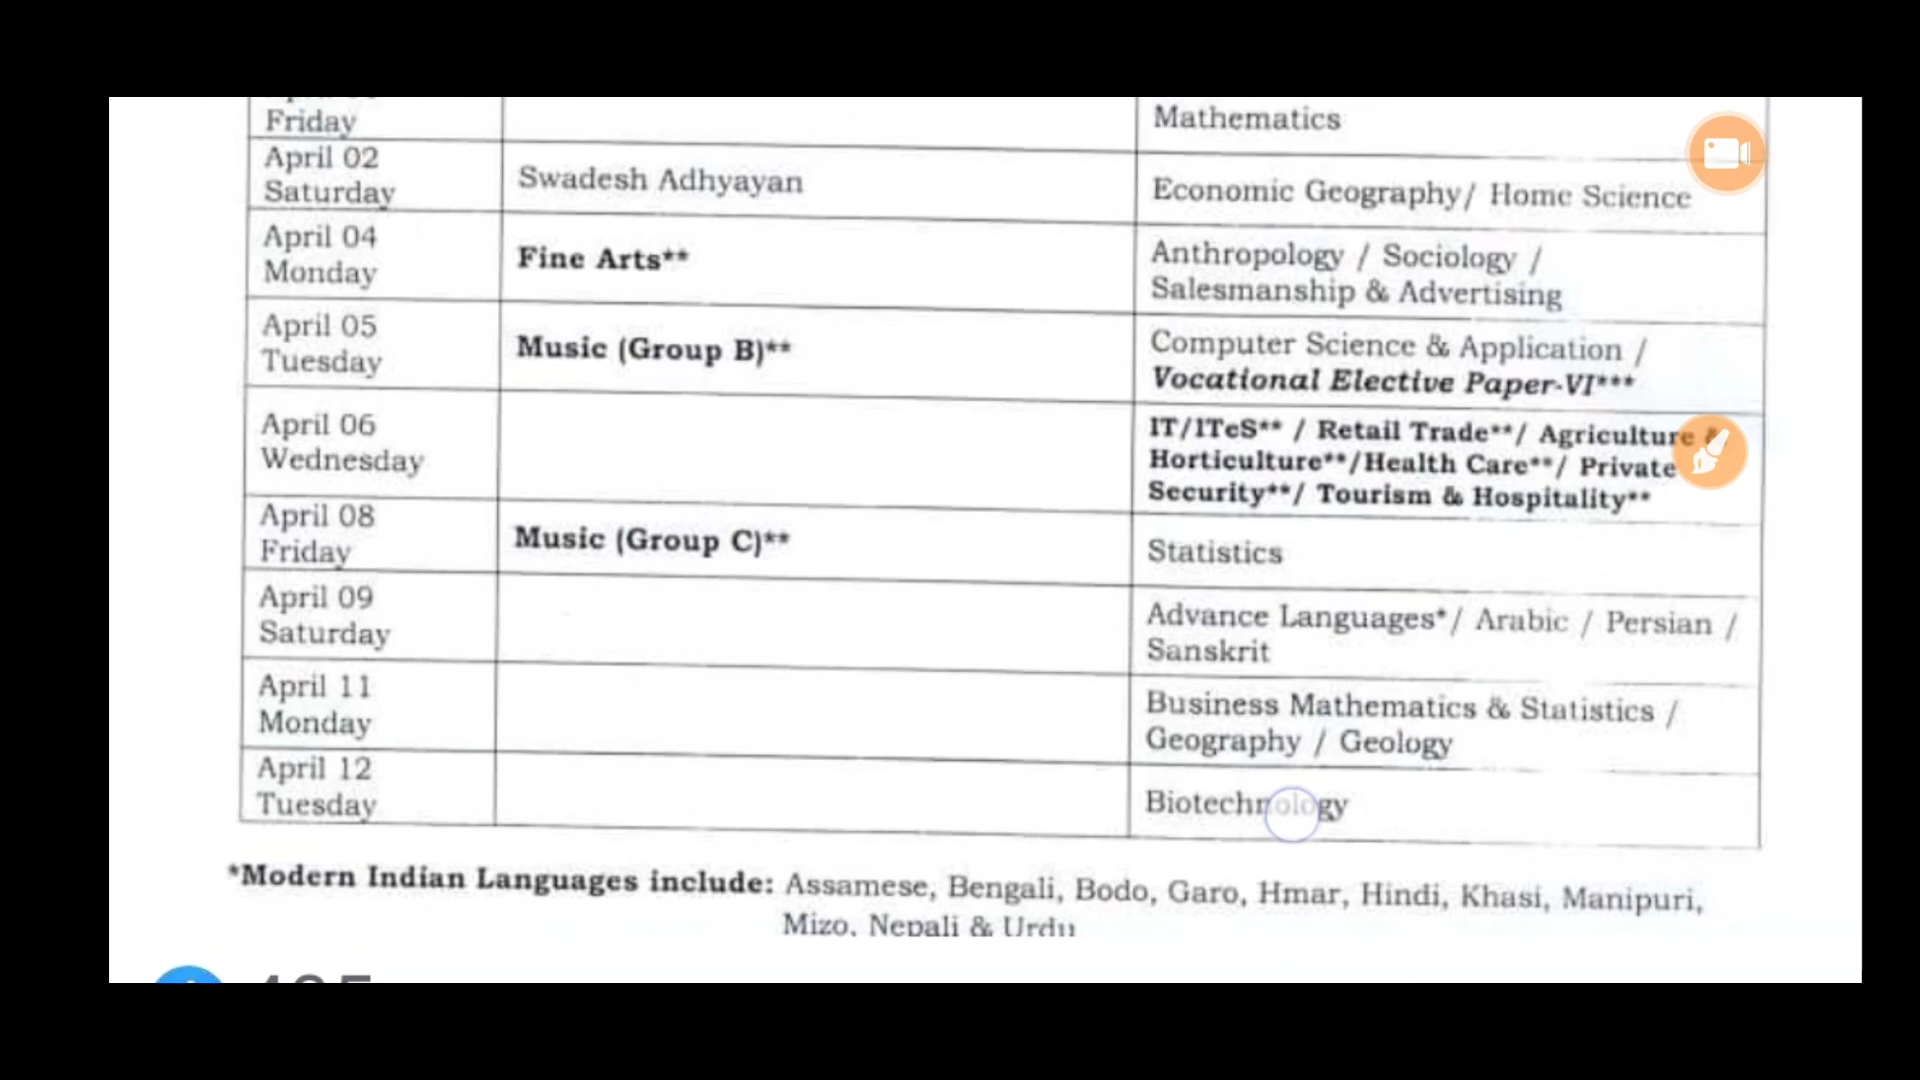 Friday
Mathematics
April 02
Saturday
Swadesh Adhyayan
Economic Geography/ Home Science
April 04
Monday
Fine Arts**
Anthropology / Sociology /
Salesmanship & Advertising
April 05
Tuesday
Music (Group B)**
Computer Science & Application /
Vocational Elective Paper-VI***
April 06
Wednesday
IT/ITeS** / Retail Trade**/ Agriculture &
Horticulture**/Health Care**/ Private
Security**/ Tourism & Hospitality**
April 08
Friday
Music (Group C)**
Statistics
April 09
Saturday
Advance Languages*/ Arabic / Persian /
Sanskrit
April 11
Monday
Business Mathematics & Statistics /
Geography / Geology
April 12
Tuesday
Biotechnology
*Modern Indian Languages include: Assamese, Bengali, Bodo, Garo, Hmar, Hindi, Khasi, Manipuri,
Mizo, Nepali & Urdu